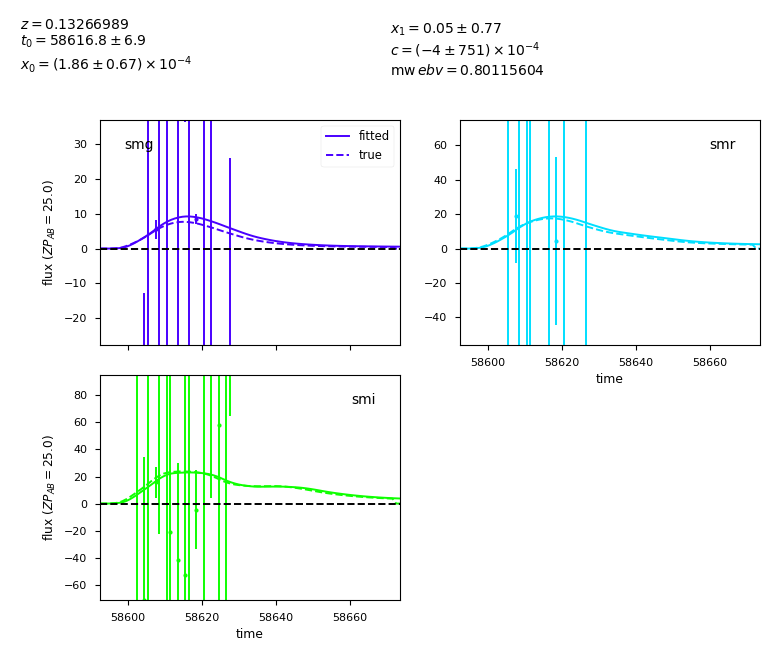 z = 0.13266989
t₀ = 58616.8 ± 6.9
x₀ = (1.86 ± 0.67) × 10⁻⁴
x₁ = 0.05 ± 0.77
c = (−4 ± 751) × 10⁻⁴
mw ebv = 0.80115604
smg
fitted
true
30
20
10
0
−10
−20
flux (ZP_AB = 25.0)
smr
60
40
20
0
−20
−40
58600
58620
58640
58660
time
smi
80
60
40
20
0
−20
−40
−60
flux (ZP_AB = 25.0)
58600
58620
58640
58660
time